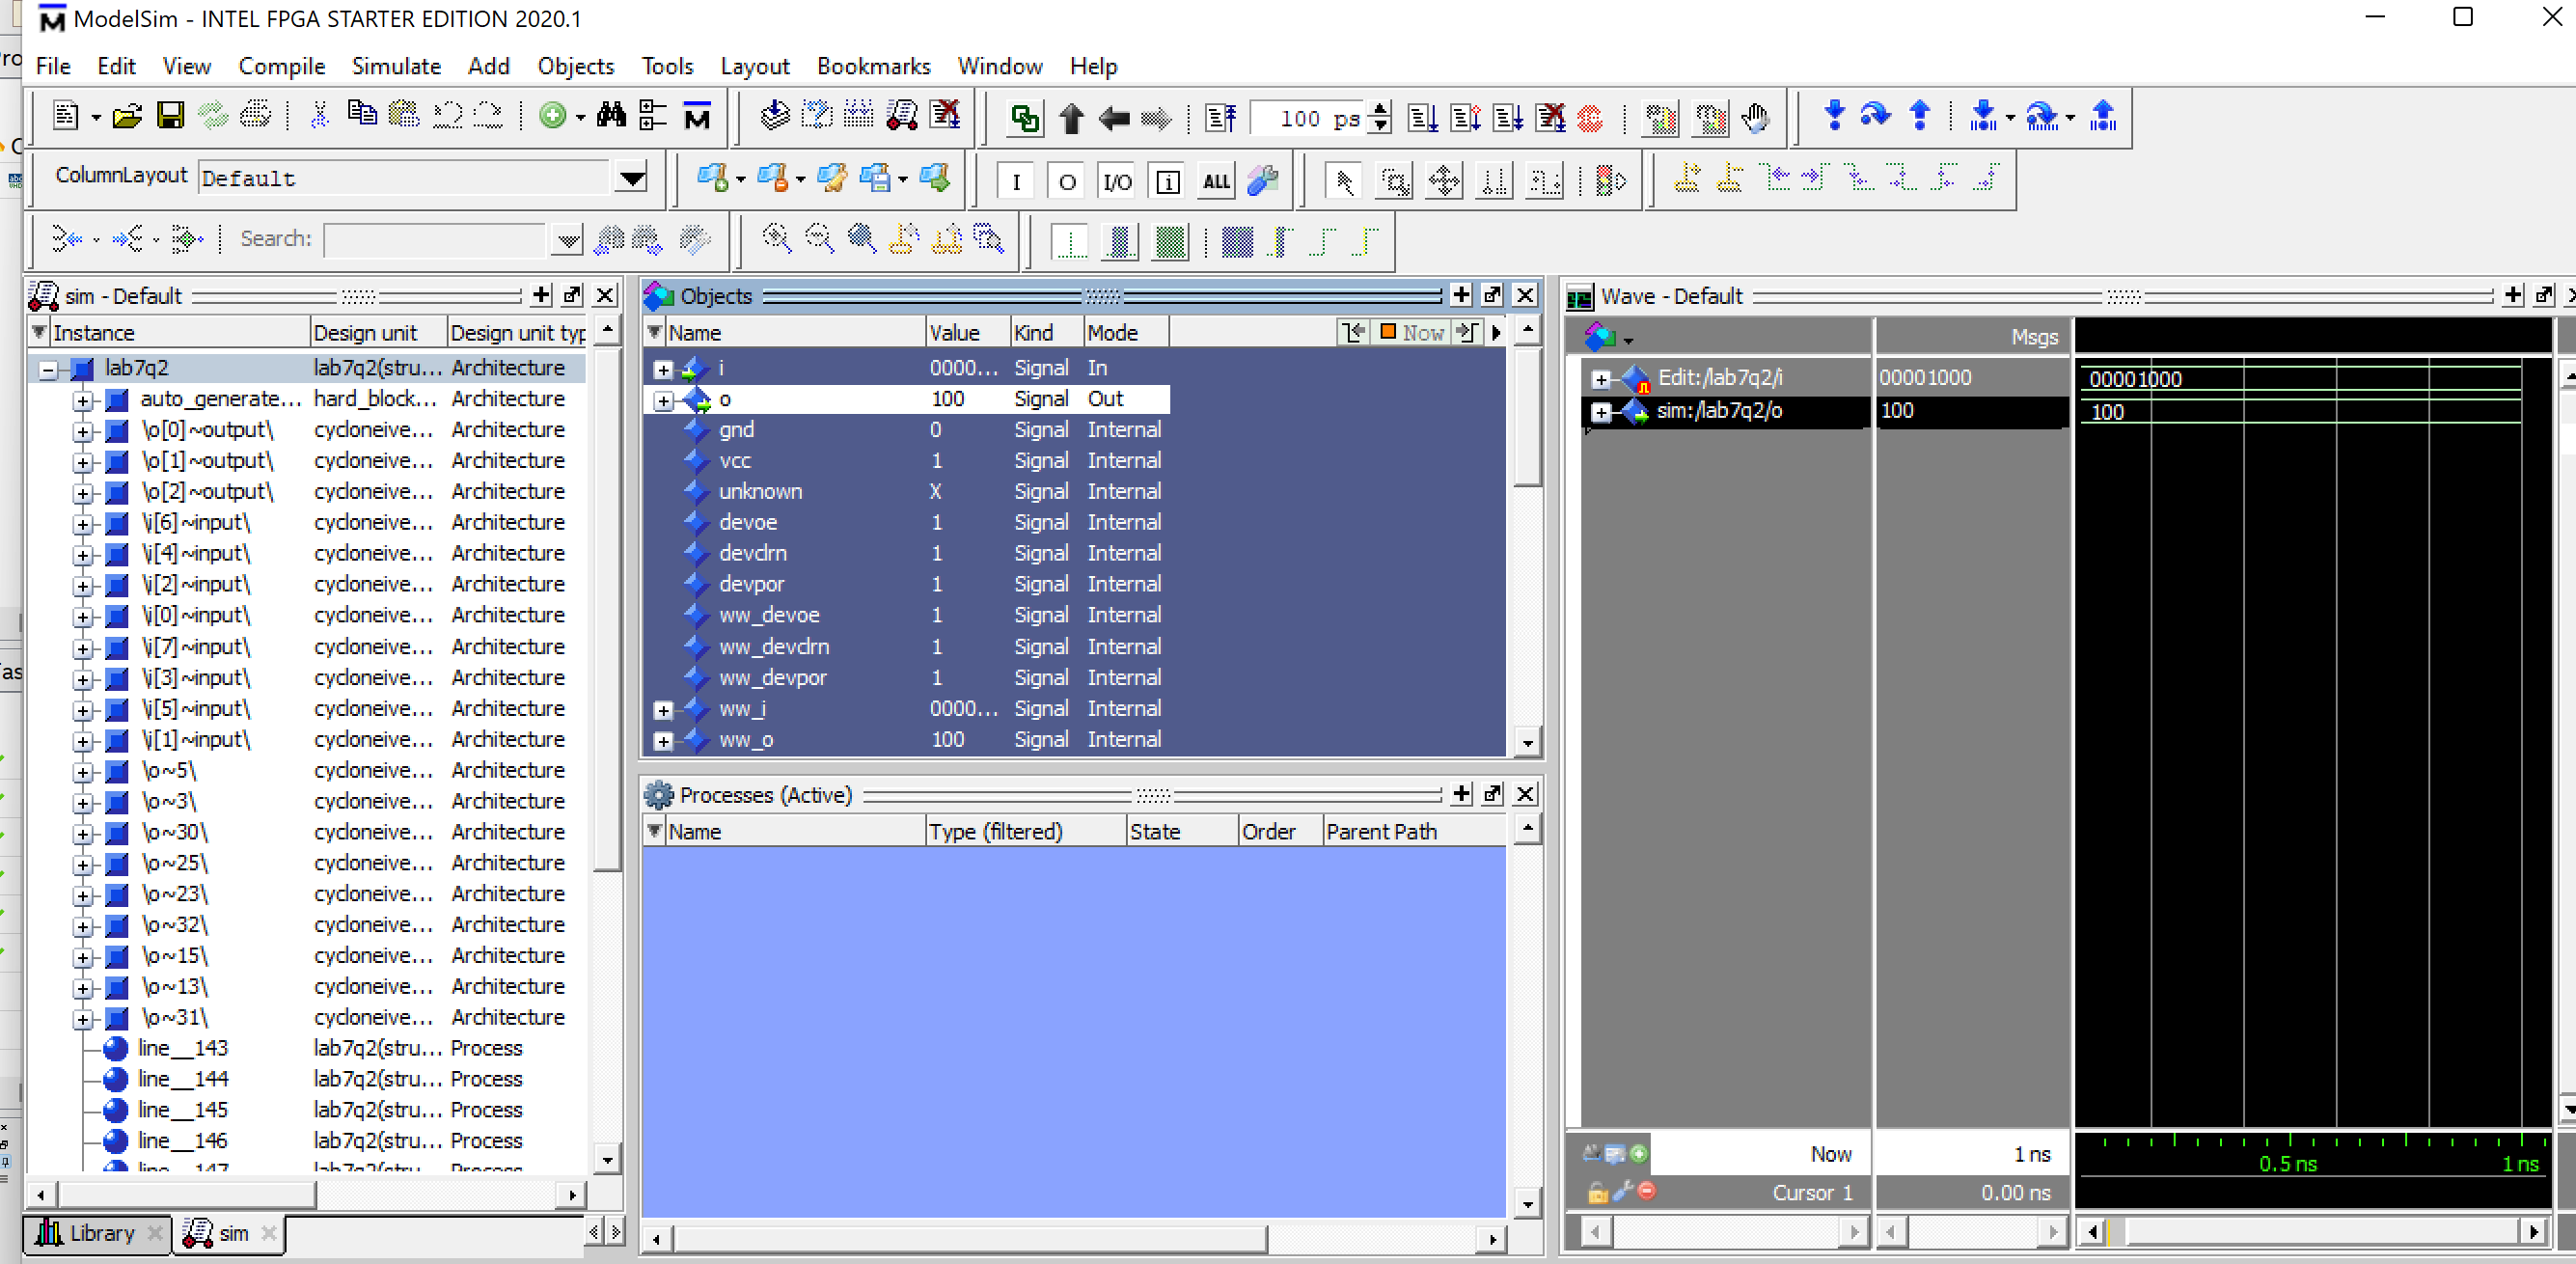 ModelSim - INTEL FPGA STARTER EDITION 2020.1
File Edit View Compile Simulate Add Objects Tools Layout Bookmarks Window Help
100 ps
ColumnLayout Default
I O I/O i ALL
Search:
sim - Default
Instance Design unit Design unit typ
lab7q2 lab7q2(stru... Architecture
auto_generate... hard_block... Architecture
\o[0]~output\ cycloneive... Architecture
\o[1]~output\ cycloneive... Architecture
\o[2]~output\ cycloneive... Architecture
\i[6]~input\ cycloneive... Architecture
\i[4]~input\ cycloneive... Architecture
\i[2]~input\ cycloneive... Architecture
\i[0]~input\ cycloneive... Architecture
\i[7]~input\ cycloneive... Architecture
\i[3]~input\ cycloneive... Architecture
\i[5]~input\ cycloneive... Architecture
\i[1]~input\ cycloneive... Architecture
\o~5\ cycloneive... Architecture
\o~3\ cycloneive... Architecture
\o~30\ cycloneive... Architecture
\o~25\ cycloneive... Architecture
\o~23\ cycloneive... Architecture
\o~32\ cycloneive... Architecture
\o~15\ cycloneive... Architecture
\o~13\ cycloneive... Architecture
\o~31\ cycloneive... Architecture
line__143 lab7q2(stru... Process
line__144 lab7q2(stru... Process
line__145 lab7q2(stru... Process
line__146 lab7q2(stru... Process
line__147 lab7q2(stru... Process
Library sim
Objects
Name Value Kind Mode Now
i 0000... Signal In
o 100 Signal Out
gnd 0 Signal Internal
vcc 1 Signal Internal
unknown X Signal Internal
devoe 1 Signal Internal
devclrn 1 Signal Internal
devpor 1 Signal Internal
ww_devoe 1 Signal Internal
ww_devclrn 1 Signal Internal
ww_devpor 1 Signal Internal
ww_i 0000... Signal Internal
ww_o 100 Signal Internal
Processes (Active)
Name Type (filtered) State Order Parent Path
Wave - Default
Msgs
Edit:/lab7q2/i 00001000 00001000
sim:/lab7q2/o 100 100
Now 1 ns
0.5 ns 1 ns
Cursor 1 0.00 ns